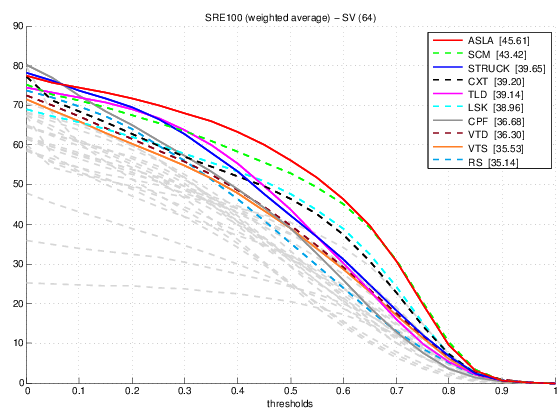 SRE100 (weighted average) − SV (64)
90
80
70
60
50
40
30
20
10
0
0 0.1 0.2 0.3 0.4 0.5 0.6 0.7 0.8 0.9 1
thresholds
ASLA [45.61]
SCM [43.42]
STRUCK [39.65]
CXT [39.20]
TLD [39.14]
LSK [38.96]
CPF [36.68]
VTD [36.30]
VTS [35.53]
RS [35.14]